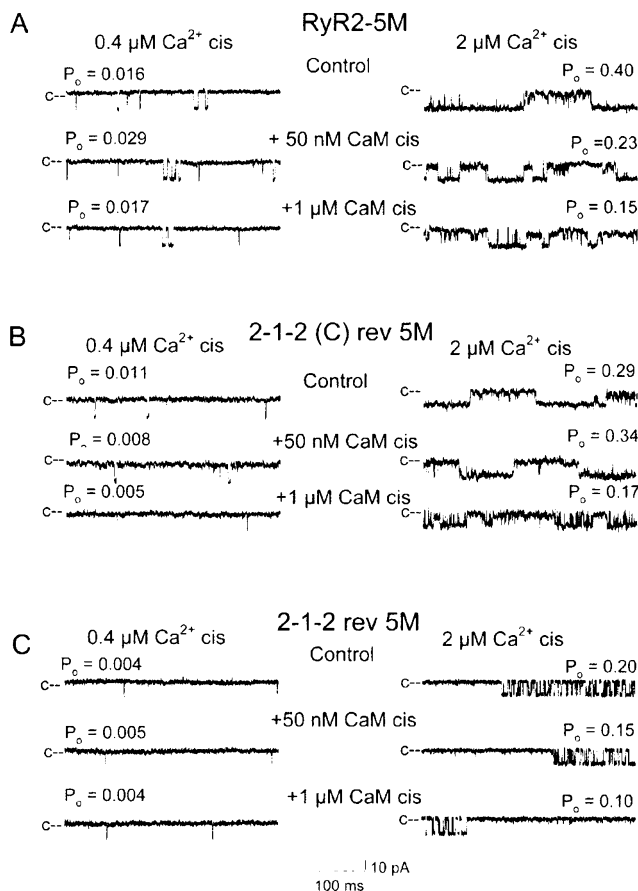 A
RyR2-5M
0.4 µM Ca²⁺ cis
2 µM Ca²⁺ cis
Control
Pₒ = 0.016
Pₒ = 0.40
c--
c--
+ 50 nM CaM cis
Pₒ = 0.029
Pₒ =0.23
c--
c--
+1 µM CaM cis
Pₒ = 0.017
Pₒ = 0.15
c--
c--
B
2-1-2 (C) rev 5M
0.4 µM Ca²⁺ cis
2 µM Ca²⁺ cis
Control
Pₒ = 0.011
Pₒ = 0.29
c--
c--
+50 nM CaM cis
Pₒ = 0.008
Pₒ = 0.34
c--
c--
+1 µM CaM cis
Pₒ = 0.005
Pₒ = 0.17
c--
c--
C
2-1-2 rev 5M
0.4 µM Ca²⁺ cis
2 µM Ca²⁺ cis
Control
Pₒ = 0.004
Pₒ = 0.20
c--
c--
+50 nM CaM cis
Pₒ = 0.005
Pₒ = 0.15
c--
c--
+1 µM CaM cis
Pₒ = 0.004
Pₒ = 0.10
c--
c--
10 pA
100 ms